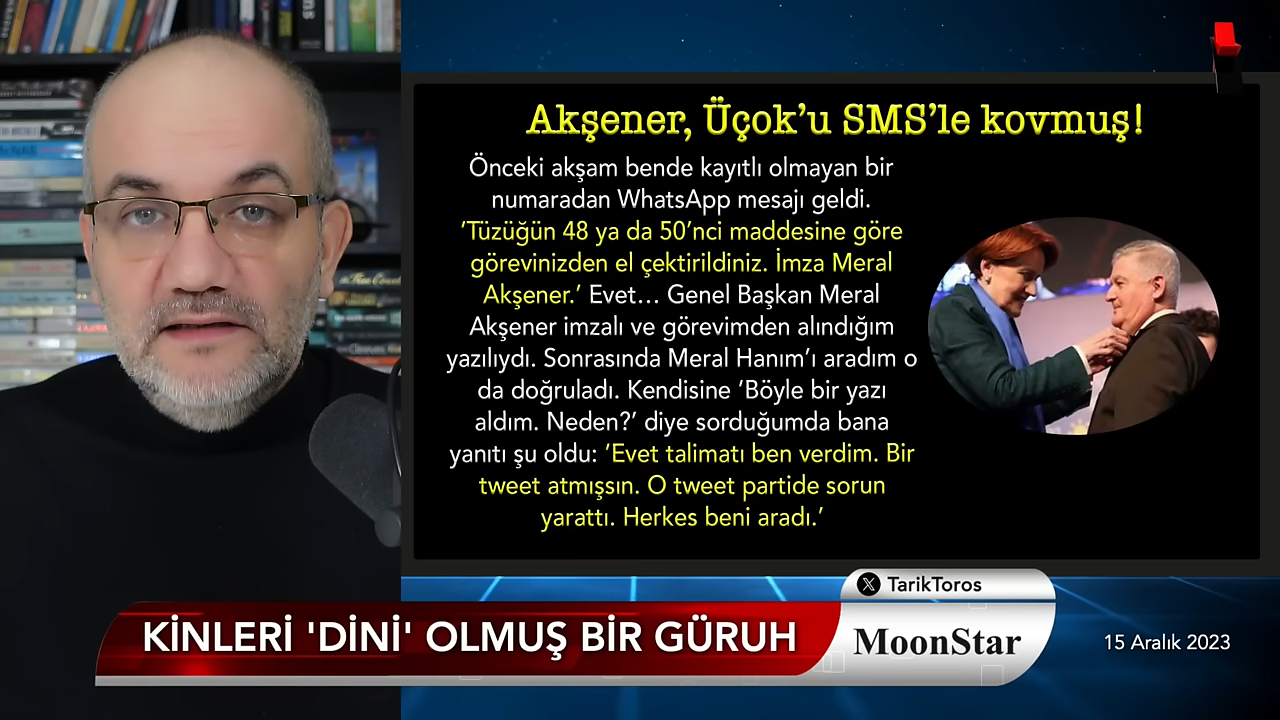 Akşener, Üçok’u SMS’le kovmuş!
Önceki akşam bende kayıtlı olmayan bir
numaradan WhatsApp mesajı geldi.
‘Tüzüğün 48 ya da 50’nci maddesine göre
görevinizden el çektirildiniz. İmza Meral
Akşener.’ Evet... Genel Başkan Meral
Akşener imzalı ve görevimden alındığım
yazılıydı. Sonrasında Meral Hanım’ı aradım o
da doğruladı. Kendisine ‘Böyle bir yazı
aldım. Neden?’ diye sorduğumda bana
yanıtı şu oldu: ‘Evet talimatı ben verdim. Bir
tweet atmışsın. O tweet partide sorun
yarattı. Herkes beni aradı.’
X TarikToros
KİNLERİ 'DİNİ' OLMUŞ BİR GÜRUH
MoonStar
15 Aralık 2023